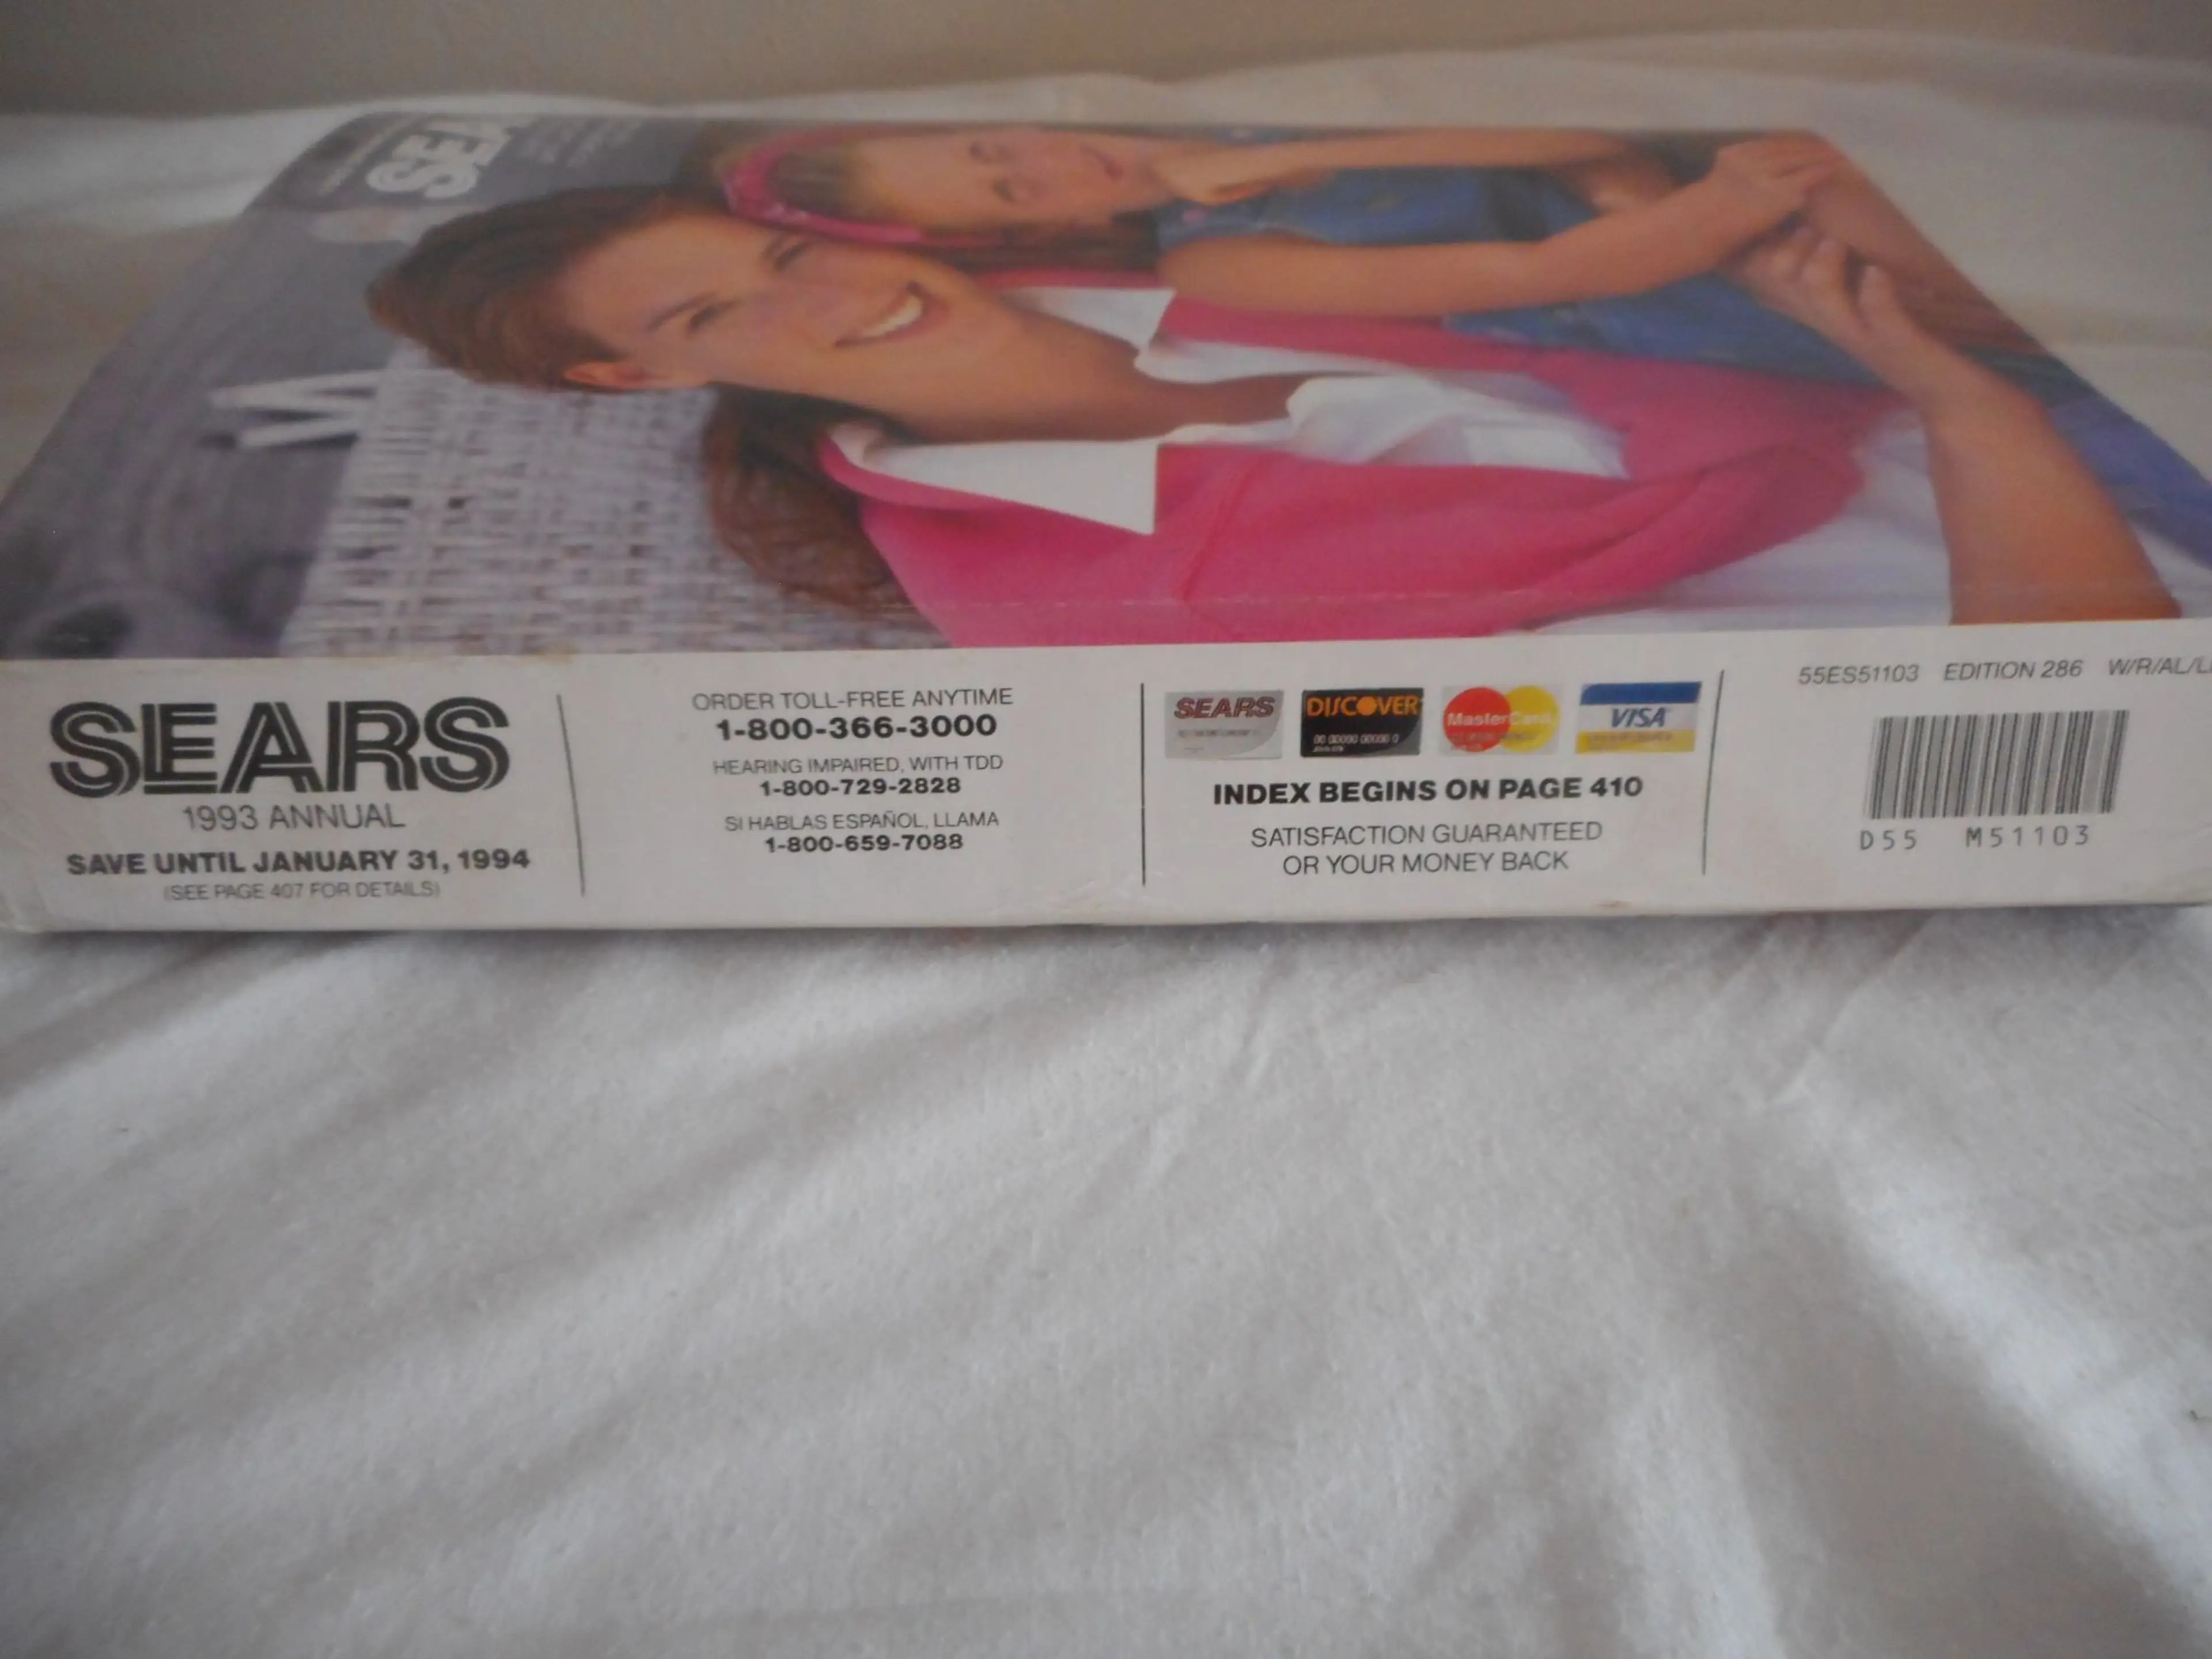 SEA
SEARS
1993 ANNUAL
SAVE UNTIL JANUARY 31, 1994
(SEE PAGE 407 FOR DETAILS)
ORDER TOLL-FREE ANYTIME
1-800-366-3000
HEARING IMPAIRED, WITH TDD
1-800-729-2828
SI HABLAS ESPAÑOL, LLAMA
1-800-659-7088
SEARS
DISCOVER
MasterCard
VISA
INDEX BEGINS ON PAGE 410
SATISFACTION GUARANTEED
OR YOUR MONEY BACK
55ES51103 EDITION 286 W/R/AL/L
D55 M51103